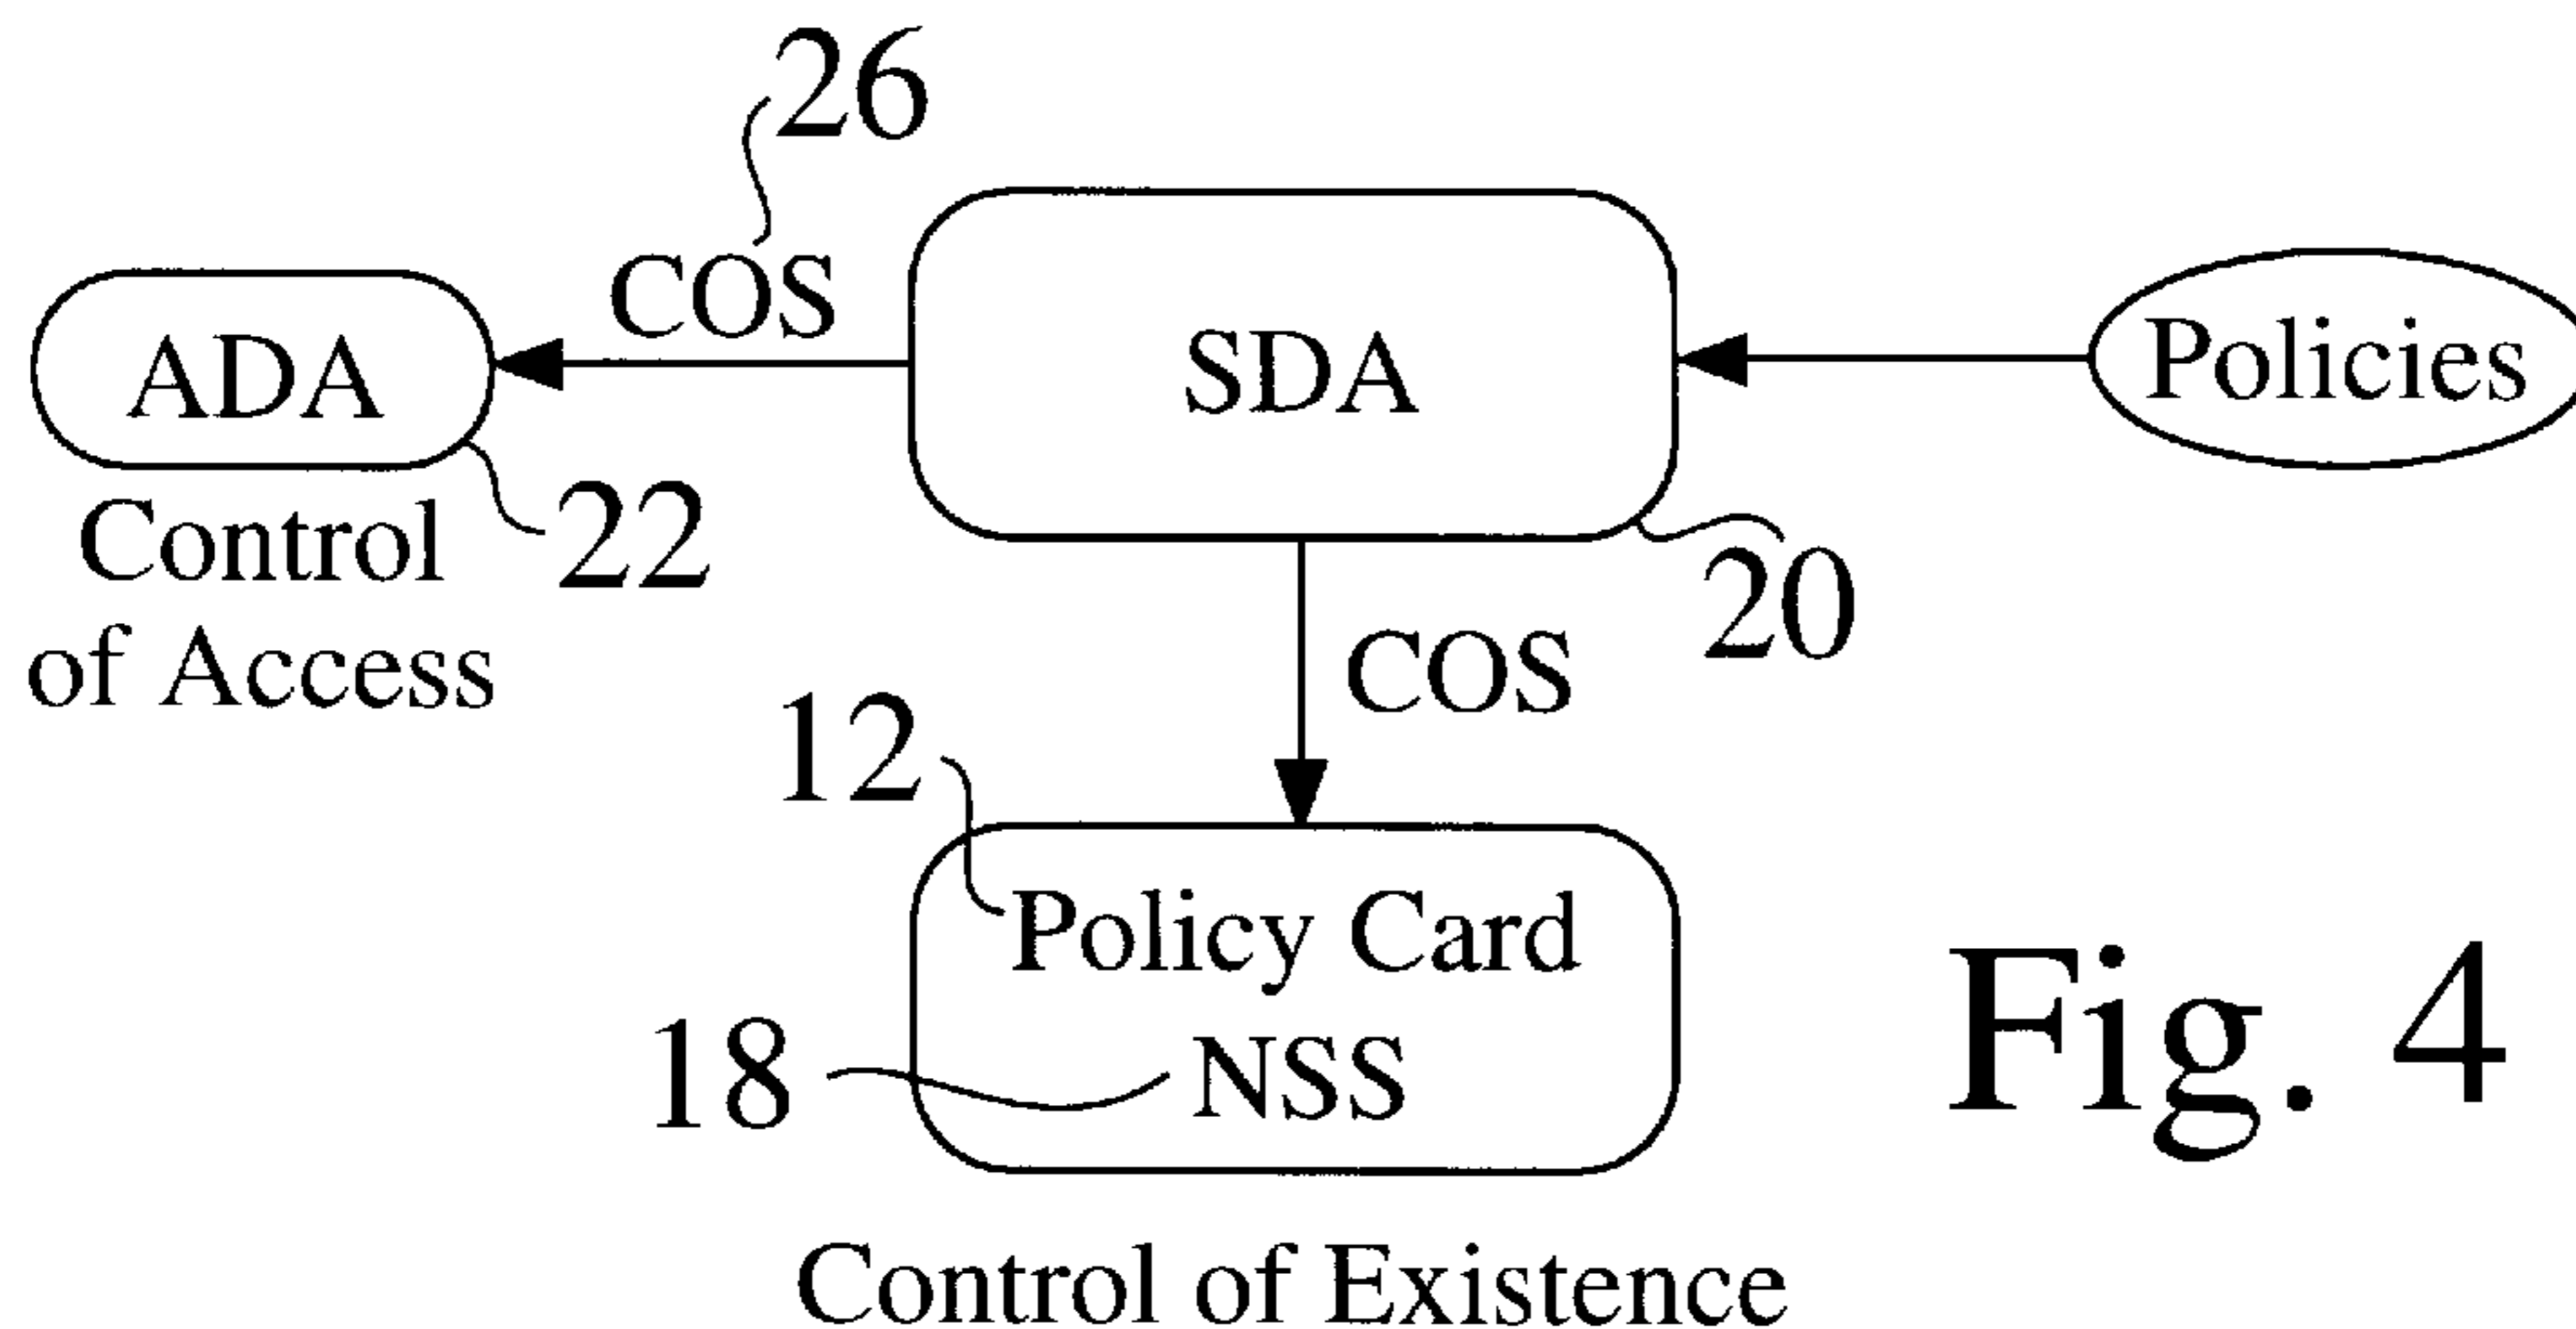 26
COS
ADA
SDA
Policies
22
Control
of Access
20
COS
12
Policy Card
18
NSS
Fig. 4
Control of Existence